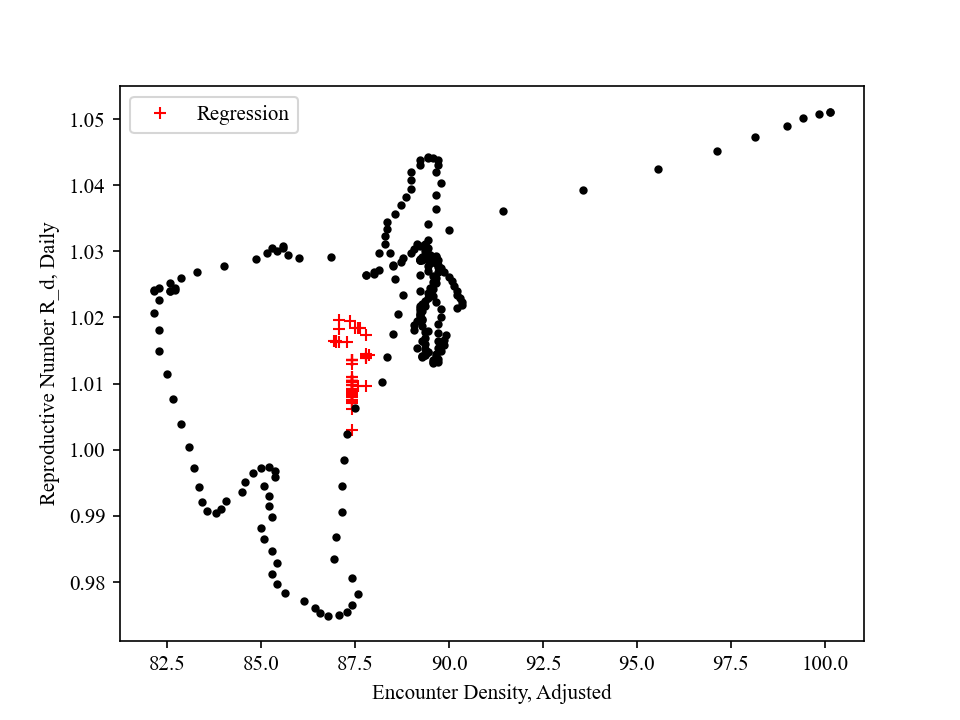 Regression
1.05
1.04
1.03
1.02
1.01
1.00
0.99
0.98
Reproductive Number R_d, Daily
82.5 85.0 87.5 90.0 92.5 95.0 97.5 100.0
Encounter Density, Adjusted